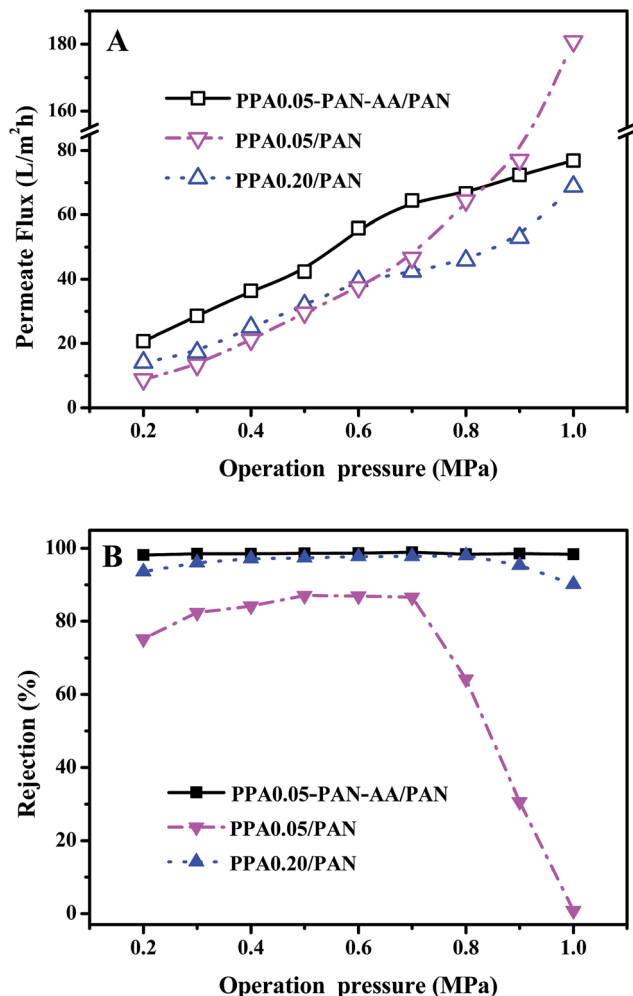 A
180
160
80
60
40
20
0
Permeate Flux (L/m²h)
PPA0.05-PAN-AA/PAN
PPA0.05/PAN
PPA0.20/PAN
0.2 0.4 0.6 0.8 1.0
Operation pressure (MPa)
B
100
80
60
40
20
0
Rejection (%)
PPA0.05-PAN-AA/PAN
PPA0.05/PAN
PPA0.20/PAN
0.2 0.4 0.6 0.8 1.0
Operation pressure (MPa)